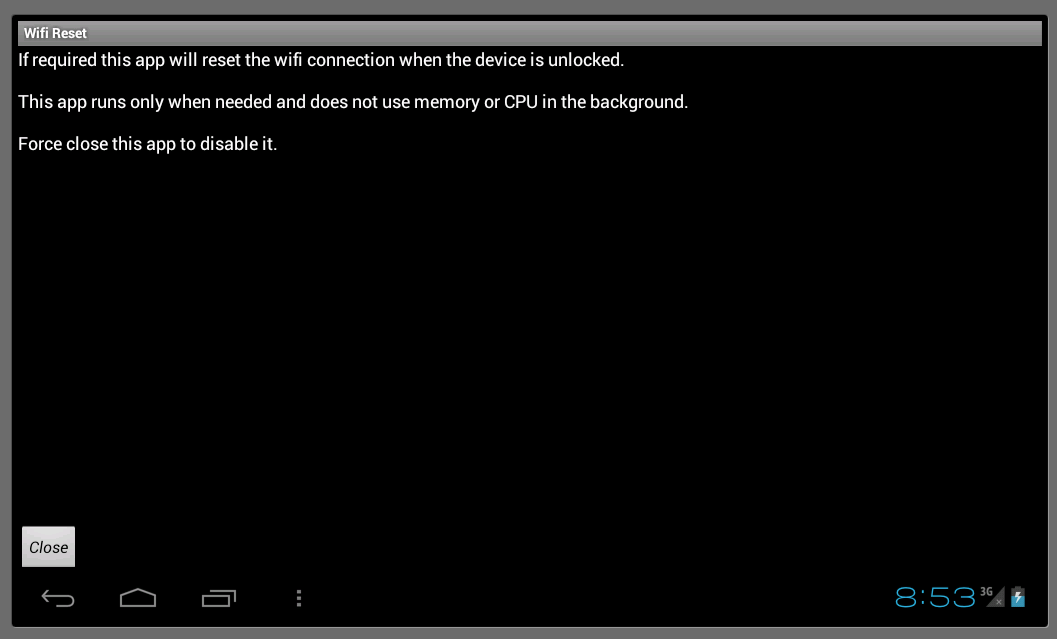 Wifi Reset
If required this app will reset the wifi connection when the device is unlocked.
This app runs only when needed and does not use memory or CPU in the background.
Force close this app to disable it.
Close
8:53 3G